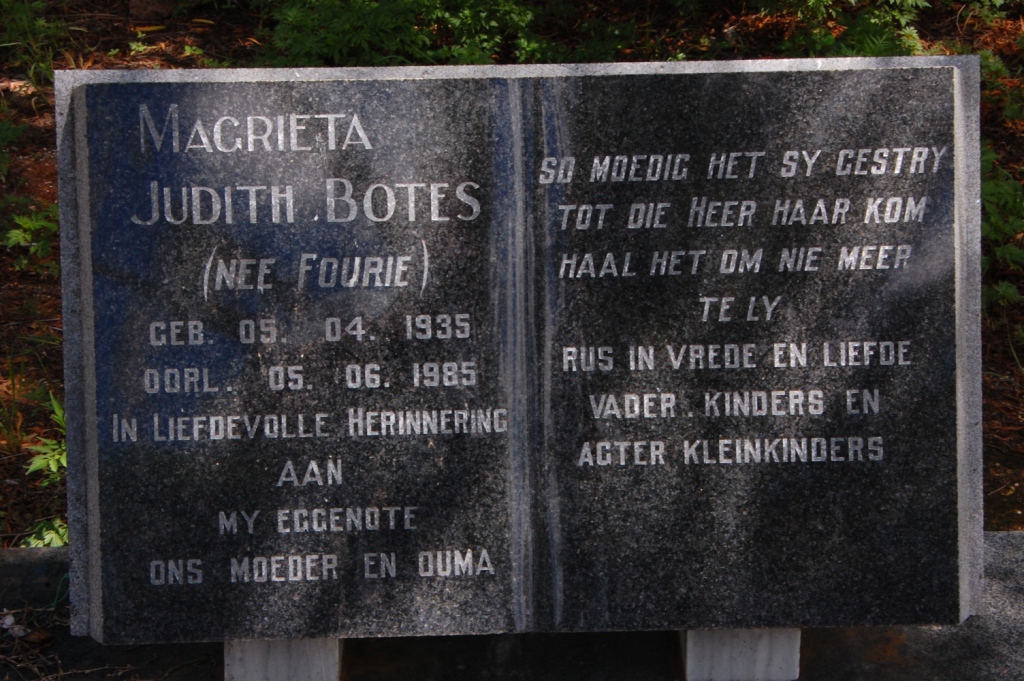 MAGRIETA
JUDITH BOTES
(NEE FOURIE)
GEB. 05. 04. 1935
OORL. 05. 06. 1985
IN LIEFDEVOLLE HERINNERING
AAN
MY EGGENOTE
ONS MOEDER EN OUMA
SO MOEDIG HET SY GESTRY
TOT DIE HEER HAAR KOM
HAAL HET OM NIE MEER
TE LY
RUS IN VREDE EN LIEFDE
VADER. KINDERS EN
AGTER KLEINKINDERS